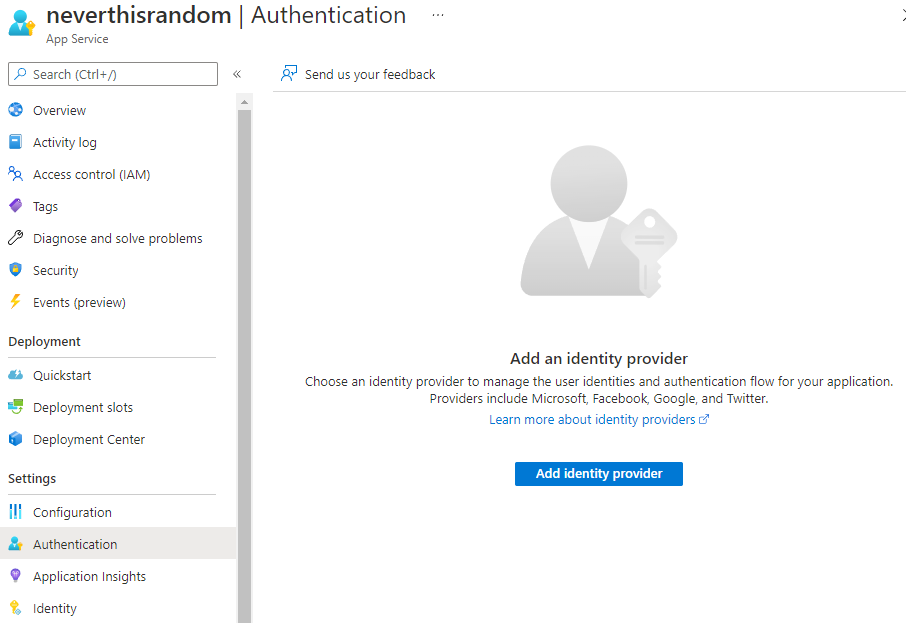 neverthisrandom | Authentication ...
App Service
Search (Ctrl+/)
«
Overview
Activity log
Access control (IAM)
Tags
Diagnose and solve problems
Security
Events (preview)
Deployment
Quickstart
Deployment slots
Deployment Center
Settings
Configuration
Authentication
Application Insights
Identity
Send us your feedback
Add an identity provider
Choose an identity provider to manage the user identities and authentication flow for your application.
Providers include Microsoft, Facebook, Google, and Twitter.
Learn more about identity providers
Add identity provider